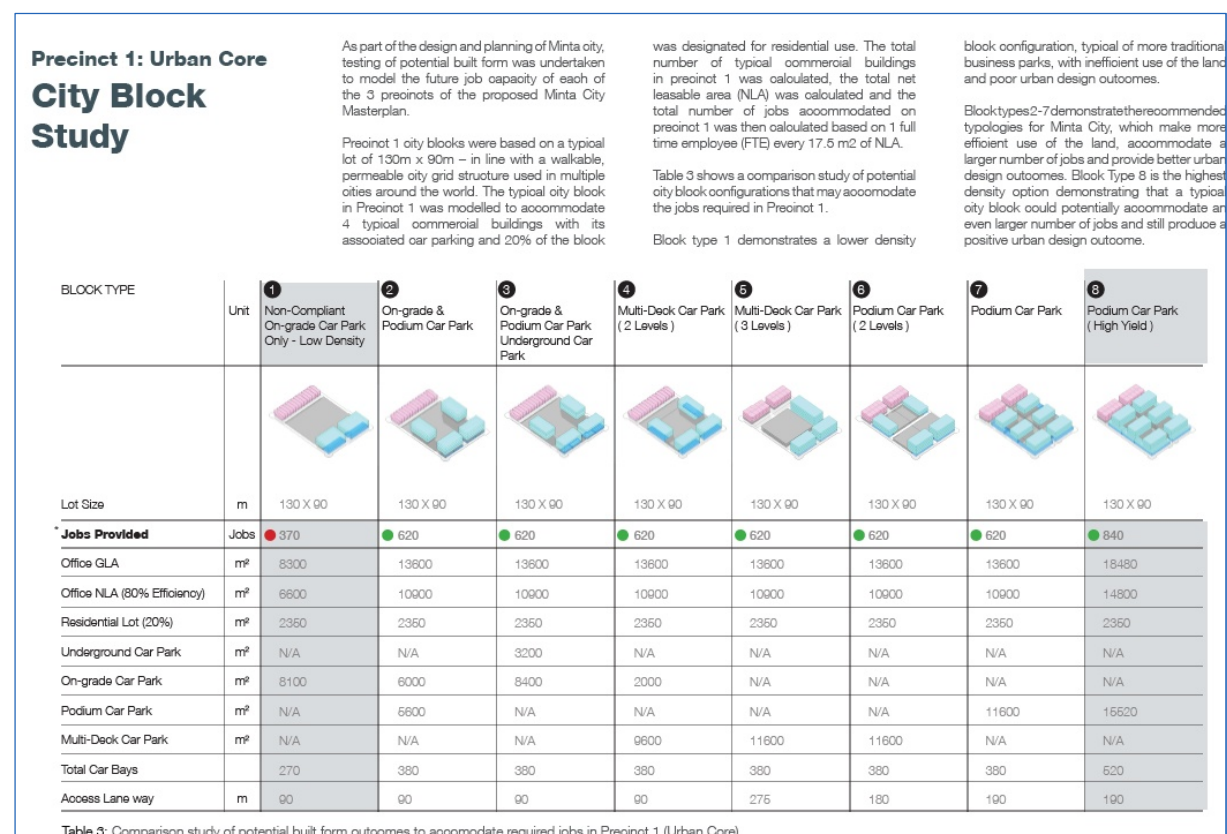 Precinct 1: Urban Core
City Block
Study
As part of the design and planning of Minta city,
testing of potential built form was undertaken
to model the future job capacity of each of
the 3 precincts of the proposed Minta City
Masterplan.
Precinct 1 city blocks were based on a typical
lot of 130m x 90m – in line with a walkable,
permeable city grid structure used in multiple
cities around the world. The typical city block
in Precinct 1 was modelled to accommodate
4 typical commercial buildings with its
associated car parking and 20% of the block
was designated for residential use. The total
number of typical commercial buildings
in precinct 1 was calculated, the total net
leasable area (NLA) was calculated and the
total number of jobs accommodated on
precinct 1 was then calculated based on 1 full
time employee (FTE) every 17.5 m2 of NLA.
Table 3 shows a comparison study of potential
city block configurations that may accomodate
the jobs required in Precinct 1.
Block type 1 demonstrates a lower density
block configuration, typical of more traditional
business parks, with inefficient use of the land
and poor urban design outcomes.
Block types 2-7 demonstrate the recommended
typologies for Minta City, which make more
efficient use of the land, accommodate a
larger number of jobs and provide better urban
design outcomes. Block Type 8 is the highest
density option demonstrating that a typical
city block could potentially accommodate an
even larger number of jobs and still produce a
positive urban design outcome.
BLOCK TYPE Unit 1 Non-Compliant On-grade Car Park Only - Low Density 2 On-grade & Podium Car Park 3 On-grade & Podium Car Park Underground Car Park 4 Multi-Deck Car Park ( 2 Levels ) 5 Multi-Deck Car Park ( 3 Levels ) 6 Podium Car Park ( 2 Levels ) 7 Podium Car Park 8 Podium Car Park ( High Yield )
Lot Size m 130 X 90 130 X 90 130 X 90 130 X 90 130 X 90 130 X 90 130 X 90 130 X 90
* Jobs Provided Jobs 370 620 620 620 620 620 620 840
Office GLA m² 8300 13600 13600 13600 13600 13600 13600 18480
Office NLA (80% Efficiency) m² 6600 10900 10900 10900 10900 10900 10900 14800
Residential Lot (20%) m² 2350 2350 2350 2350 2350 2350 2350 2350
Underground Car Park m² N/A N/A 3200 N/A N/A N/A N/A N/A
On-grade Car Park m² 8100 6000 8400 2000 N/A N/A N/A N/A
Podium Car Park m² N/A 5600 N/A N/A N/A N/A 11600 15520
Multi-Deck Car Park m² N/A N/A N/A 9600 11600 11600 N/A N/A
Total Car Bays 270 380 380 380 380 380 380 520
Access Lane way m 90 90 90 90 275 180 190 190
Table 3: Comparison study of potential built form outcomes to accomodate required jobs in Precinct 1 (Urban Core)